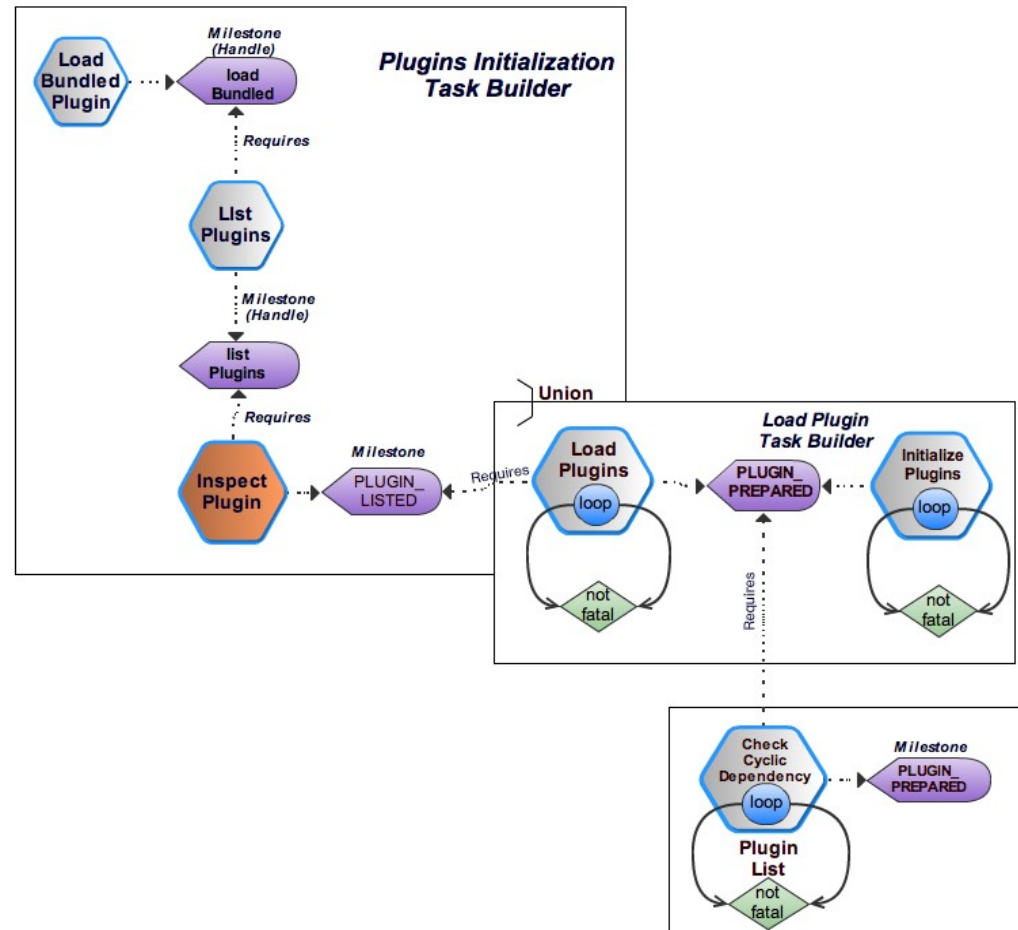 Milestone
(Handle)
Load
Bundled
Plugin
load
Bundled
Plugins Initialization
Task Builder
Requires
LIst
Plugins
Milestone
(Handle)
list
Plugins
Requires
Union
Inspect
Plugin
Milestone
PLUGIN_
LISTED
Requires
Load
Plugins
loop
not
fatal
Load Plugin
Task Builder
PLUGIN_
PREPARED
Initialize
Plugins
loop
not
fatal
Requires
Check
Cyclic
Dependency
loop
Milestone
PLUGIN_
PREPARED
Plugin
List
not
fatal